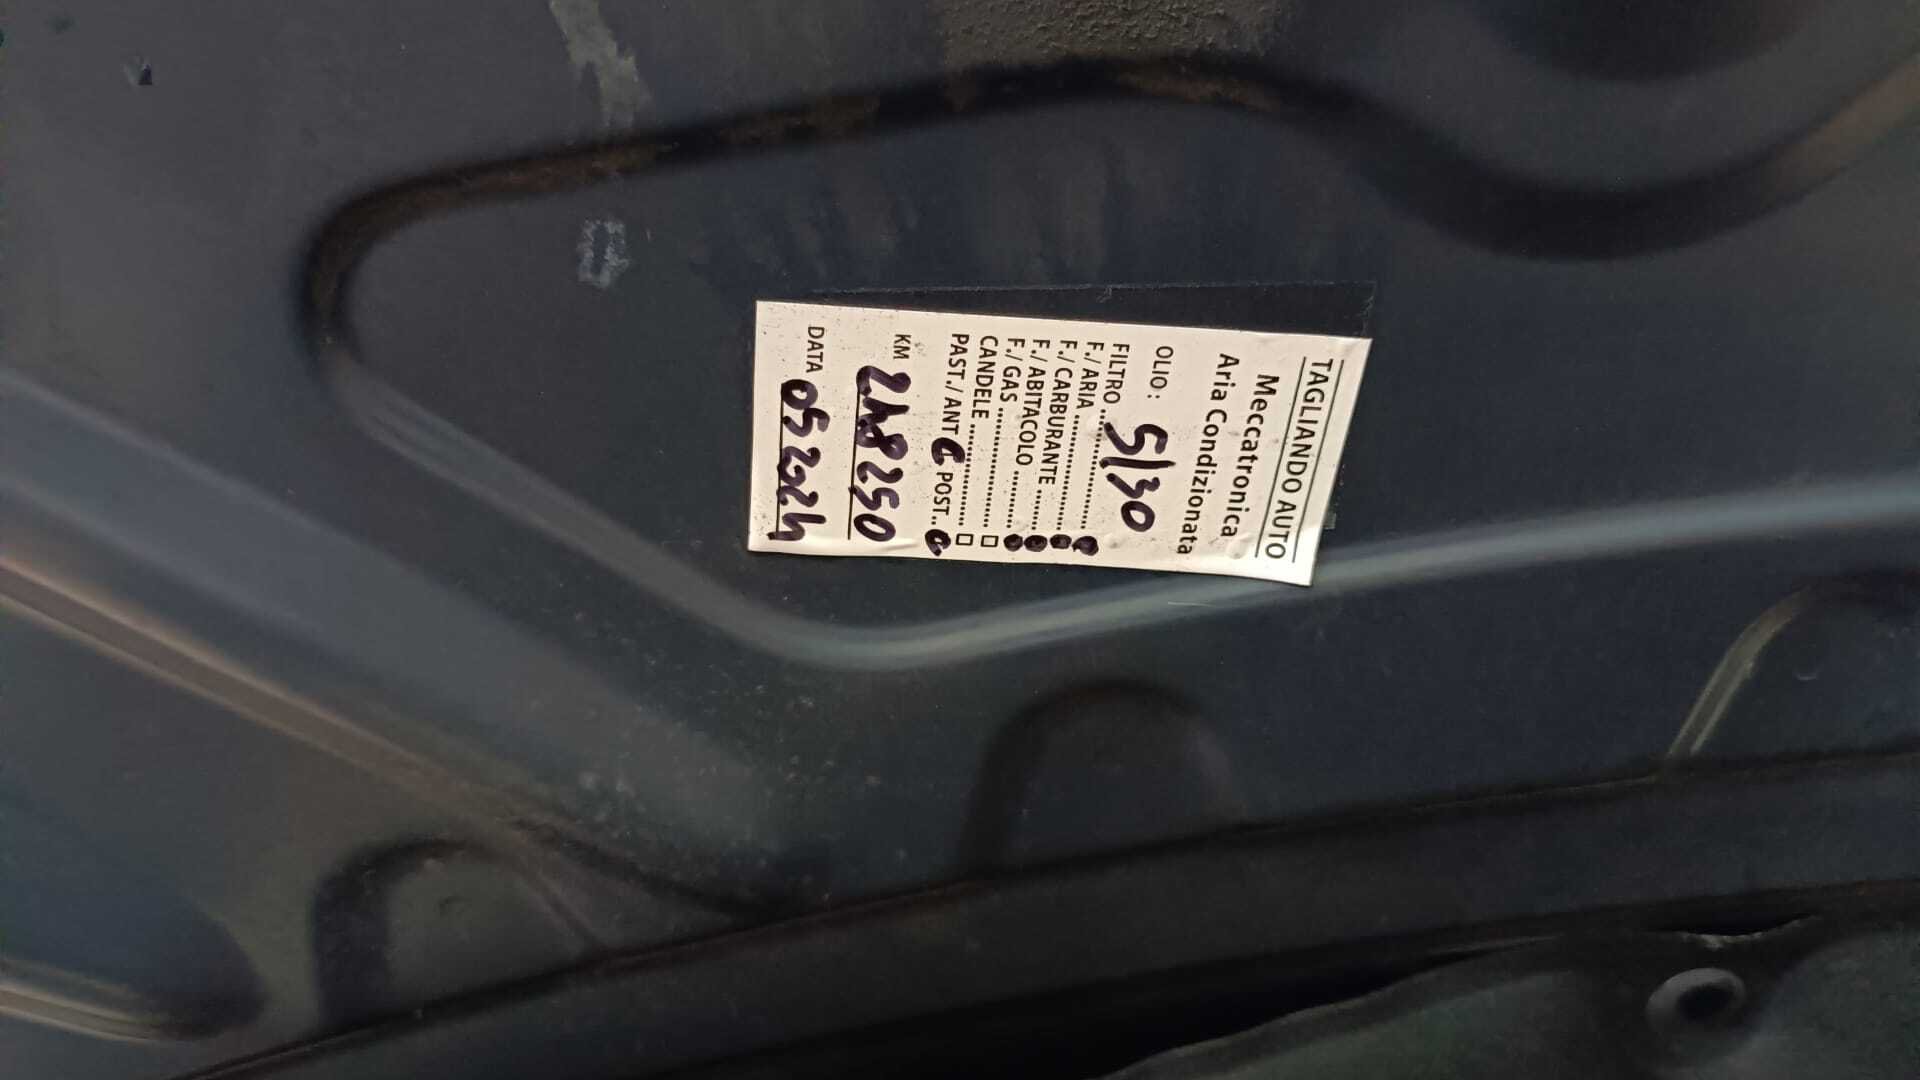 TAGLIANDO AUTO
Meccatronica
Aria Condizionata
OLIO: 5/30
FILTRO
F./ARIA
F./CARBURANTE
F./ABITACOLO
F./GAS
CANDELE
PAST./ANT POST.
KM 218250
DATA 05 2024